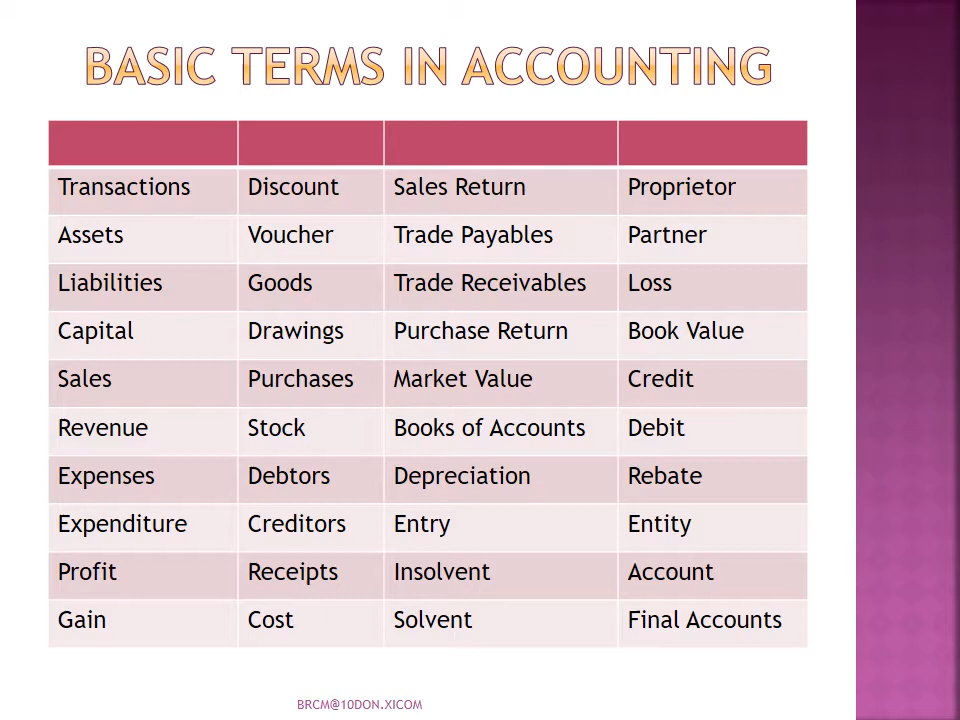 BASIC TERMS IN ACCOUNTING
Transactions Discount Sales Return Proprietor
Assets Voucher Trade Payables Partner
Liabilities Goods Trade Receivables Loss
Capital Drawings Purchase Return Book Value
Sales Purchases Market Value Credit
Revenue Stock Books of Accounts Debit
Expenses Debtors Depreciation Rebate
Expenditure Creditors Entry Entity
Profit Receipts Insolvent Account
Gain Cost Solvent Final Accounts
BRCM@10DON.XICOM